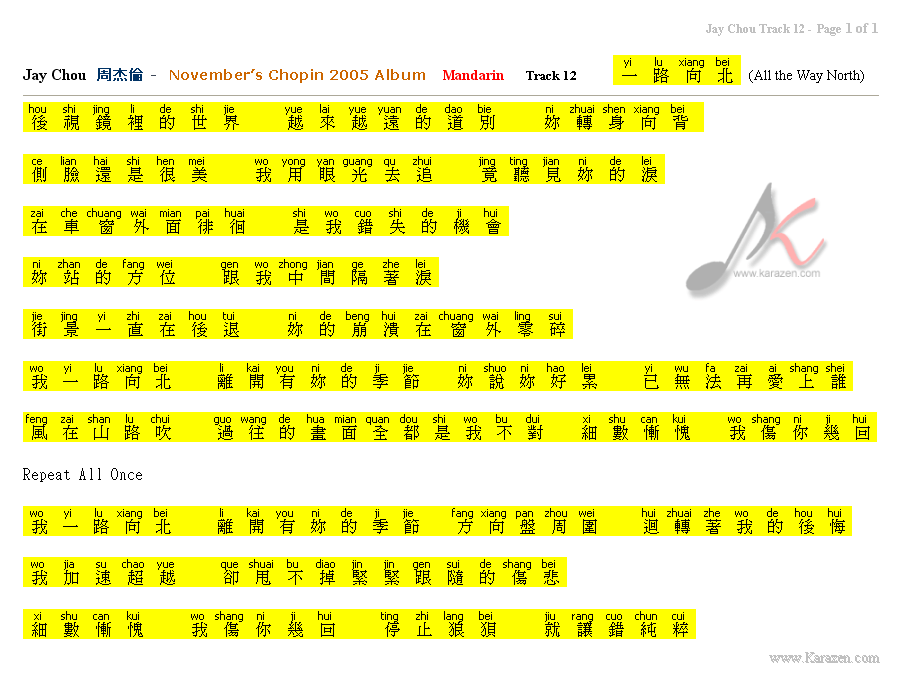 Jay Chou Track 12 - Page 1 of 1
yi lu xiang bei
Jay Chou 周杰倫 - November's Chopin 2005 Album Mandarin Track 12 一路向北 (All the Way North)
hou shi jing li de shi jie yue lai yue yuan de dao bie ni zhuai shen xiang bei
後視鏡裡的世界 越來越遠的道別 妳轉身向背
ce lian hai shi hen mei wo yong yan guang qu zhui jing ting jian ni de lei
側臉還是很美 我用眼光去追 竟聽見妳的淚
zai che chuang wai mian pai huai shi wo cuo shi de ji hui
在車窗外面徘徊 是我錯失的機會
ni zhan de fang wei gen wo zhong jian ge zhe lei
妳站的方位 跟我中間隔著淚
jie jing yi zhi zai hou tui ni de beng hui zai chuang wai ling sui
街景一直在後退 妳的崩潰在窗外零碎
wo yi lu xiang bei li kai you ni de ji jie ni shuo ni hao lei yi wu fa zai ai shang shei
我一路向北 離開有妳的季節 妳說妳好累 已無法再愛上誰
feng zai shan lu chui guo wang de hua mian quan dou shi wo bu dui xi shu can kui wo shang ni ji hui
風在山路吹 過往的畫面全都是我不對 細數慚愧 我傷你幾回
Repeat All Once
wo yi lu xiang bei li kai you ni de ji jie fang xiang pan zhou wei hui zhuai zhe wo de hou hui
我一路向北 離開有妳的季節 方向盤周圍 迴轉著我的後悔
wo jia su chao yue que shuai bu diao jin jin gen sui de shang bei
我加速超越 卻甩不掉緊緊跟隨的傷悲
xi shu can kui wo shang ni ji hui ting zhi lang bei jiu rang cuo chun cui
細數慚愧 我傷你幾回 停止狼狽 就讓錯純粹
www.karazen.com
www.Karazen.com